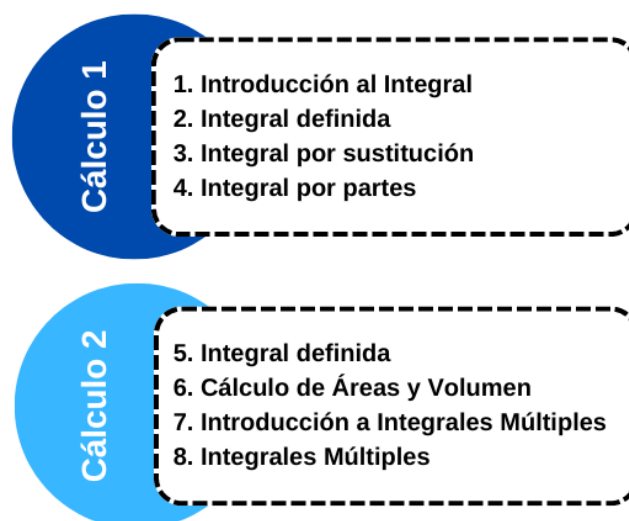 Cálculo 1
1. Introducción al Integral
2. Integral definida
3. Integral por sustitución
4. Integral por partes
Cálculo 2
5. Integral definida
6. Cálculo de Áreas y Volumen
7. Introducción a Integrales Múltiples
8. Integrales Múltiples